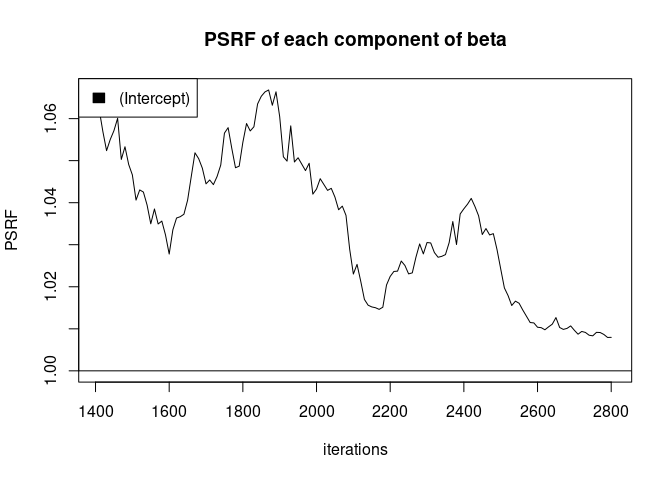 PSRF of each component of beta
(Intercept)
PSRF
1.06
1.04
1.02
1.00
1400 1600 1800 2000 2200 2400 2600 2800
iterations